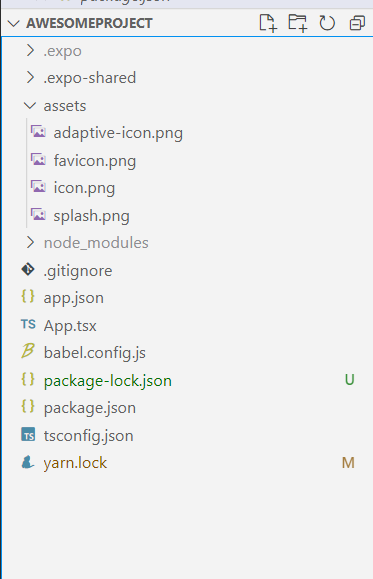 package.json
AWESOMEPROJECT
.expo
.expo-shared
assets
adaptive-icon.png
favicon.png
icon.png
splash.png
node_modules
.gitignore
{} app.json
TS App.tsx
babel.config.js
{} package-lock.json U
{} package.json
TS tsconfig.json
yarn.lock M